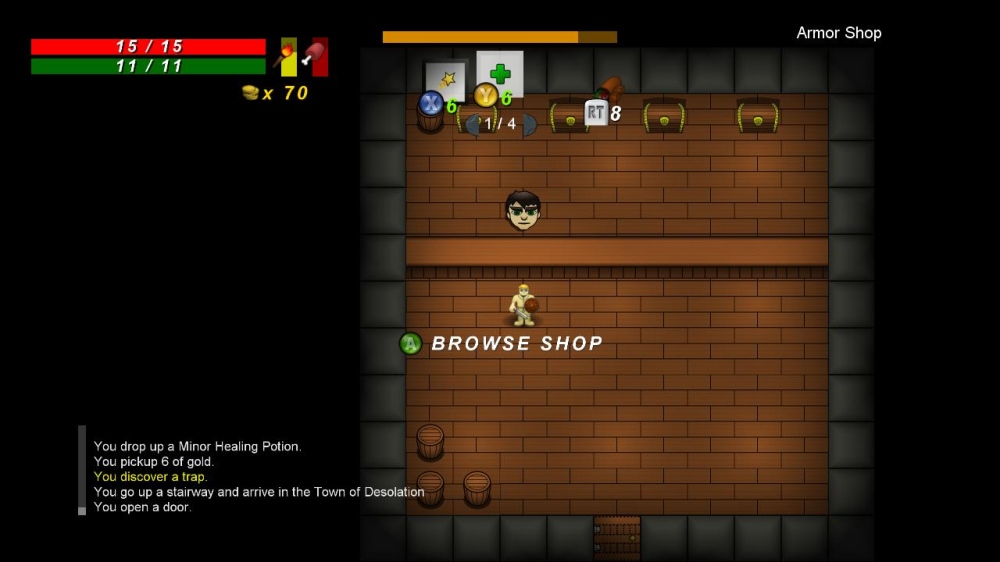 15 / 15
Armor Shop
11 / 11
x 70
X 6
Y 6
1 / 4
RT 8
A BROWSE SHOP
You drop up a Minor Healing Potion.
You pickup 6 of gold.
You discover a trap.
You go up a stairway and arrive in the Town of Desolation
You open a door.